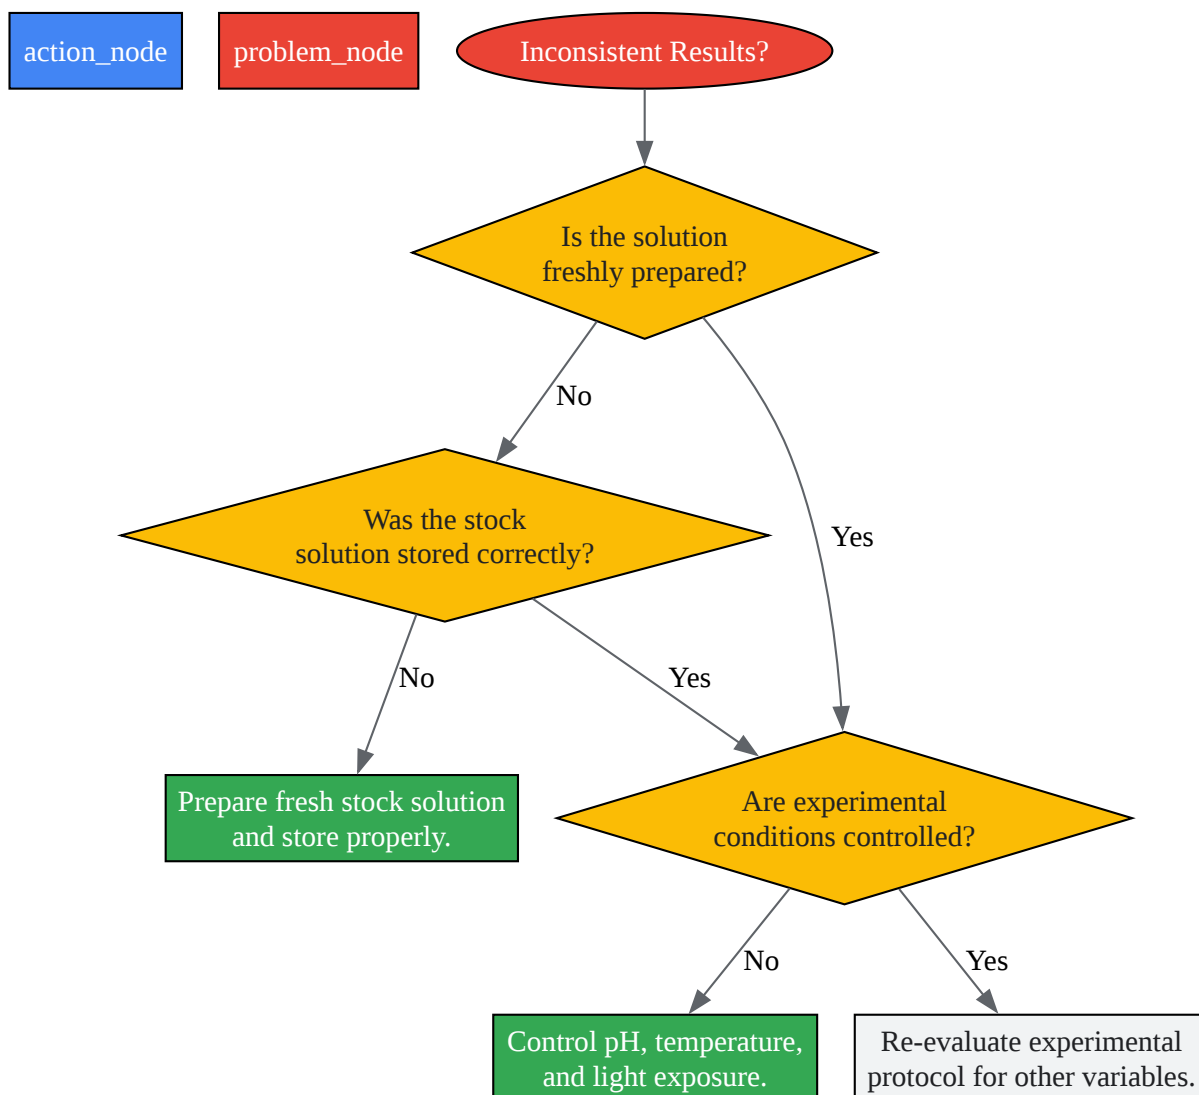 action_node
problem_node
Inconsistent Results?
Is the solution
freshly prepared?
No
Yes
Was the stock
solution stored correctly?
No
Yes
Prepare fresh stock solution
and store properly.
Are experimental
conditions controlled?
No
Yes
Control pH, temperature,
and light exposure.
Re-evaluate experimental
protocol for other variables.